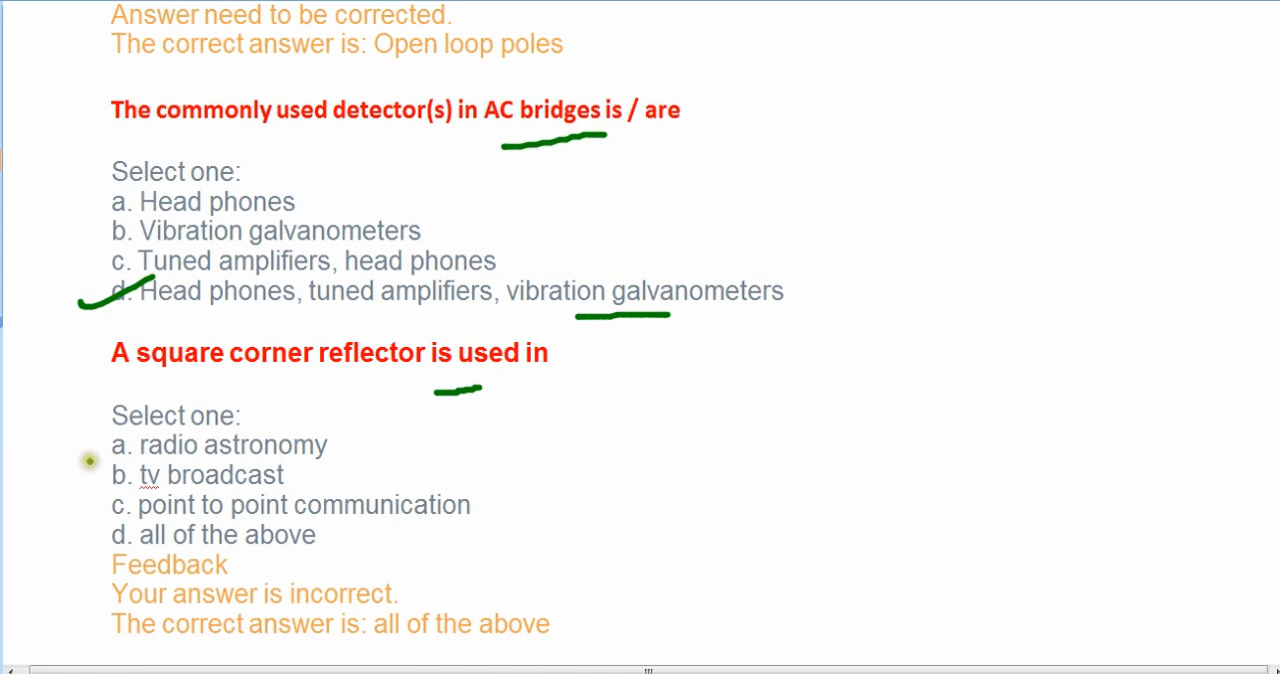 Answer need to be corrected.
The correct answer is: Open loop poles
The commonly used detector(s) in AC bridges is / are
Select one:
a. Head phones
b. Vibration galvanometers
c. Tuned amplifiers, head phones
d. Head phones, tuned amplifiers, vibration galvanometers
A square corner reflector is used in
Select one:
a. radio astronomy
b. tv broadcast
c. point to point communication
d. all of the above
Feedback
Your answer is incorrect.
The correct answer is: all of the above